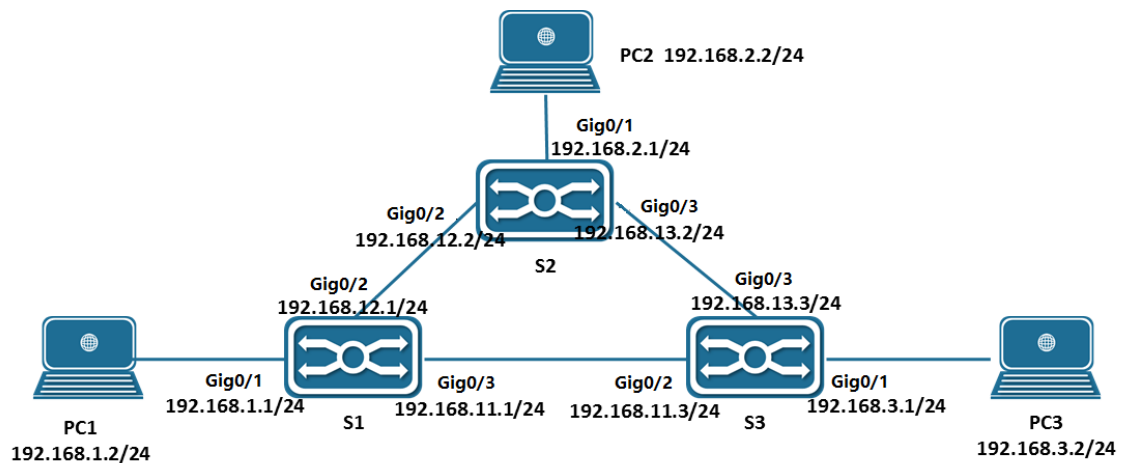 PC2 192.168.2.2/24
Gig0/1
192.168.2.1/24
Gig0/2
192.168.12.2/24
Gig0/3
192.168.13.2/24
S2
Gig0/2
192.168.12.1/24
Gig0/3
192.168.13.3/24
Gig0/1
192.168.1.1/24
Gig0/3
192.168.11.1/24
Gig0/2
192.168.11.3/24
Gig0/1
192.168.3.1/24
PC1
192.168.1.2/24
S1
S3
PC3
192.168.3.2/24